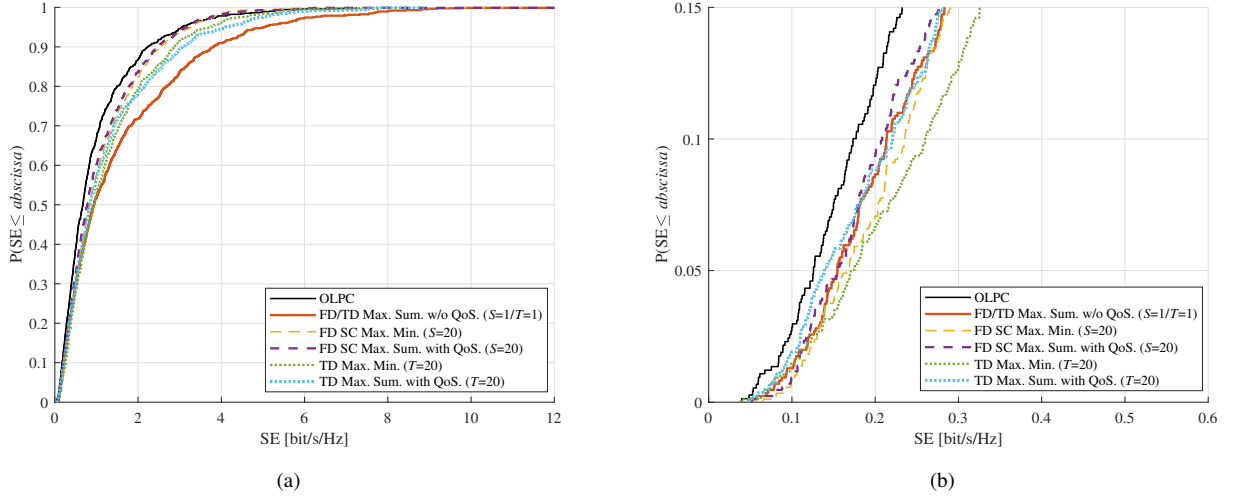 1
0.9
0.8
0.7
0.6
0.5
0.4
0.3
0.2
0.1
0
P(SE≤ abscissa)
OLPC
FD/TD Max. Sum. w/o QoS. (S=1/T=1)
FD SC Max. Min. (S=20)
FD SC Max. Sum. with QoS. (S=20)
TD Max. Min. (T=20)
TD Max. Sum. with QoS. (T=20)
0 2 4 6 8 10 12
SE [bit/s/Hz]
(a)
0.15
0.1
0.05
0
P(SE≤ abscissa)
OLPC
FD/TD Max. Sum. w/o QoS. (S=1/T=1)
FD SC Max. Min. (S=20)
FD SC Max. Sum. with QoS. (S=20)
TD Max. Min. (T=20)
TD Max. Sum. with QoS. (T=20)
0 0.1 0.2 0.3 0.4 0.5 0.6
SE [bit/s/Hz]
(b)